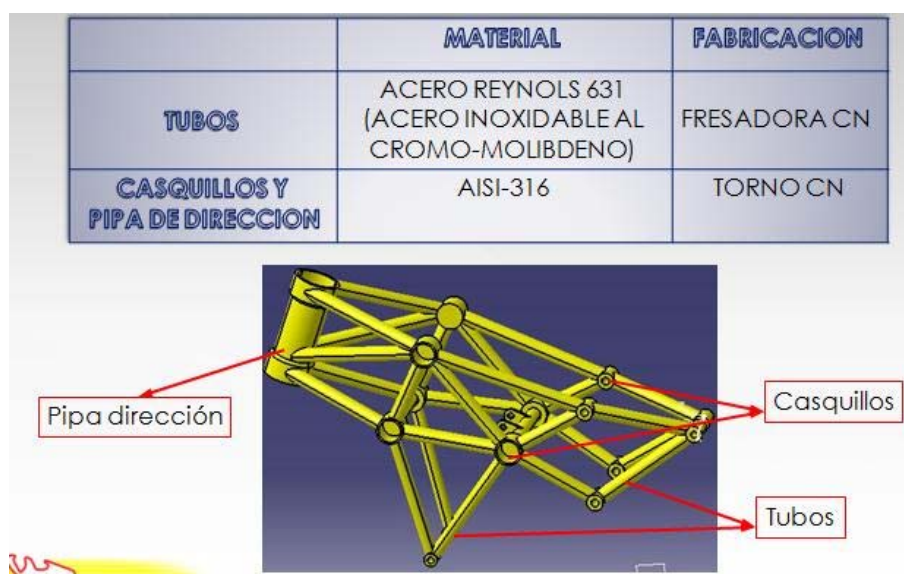 MATERIAL
FABRICACION
TUBOS
ACERO REYNOLS 631
(ACERO INOXIDABLE AL
CROMO-MOLIBDENO)
FRESADORA CN
CASQUILLOS Y
PIPA DE DIRECCION
AISI-316
TORNO CN
Pipa dirección
Casquillos
Tubos